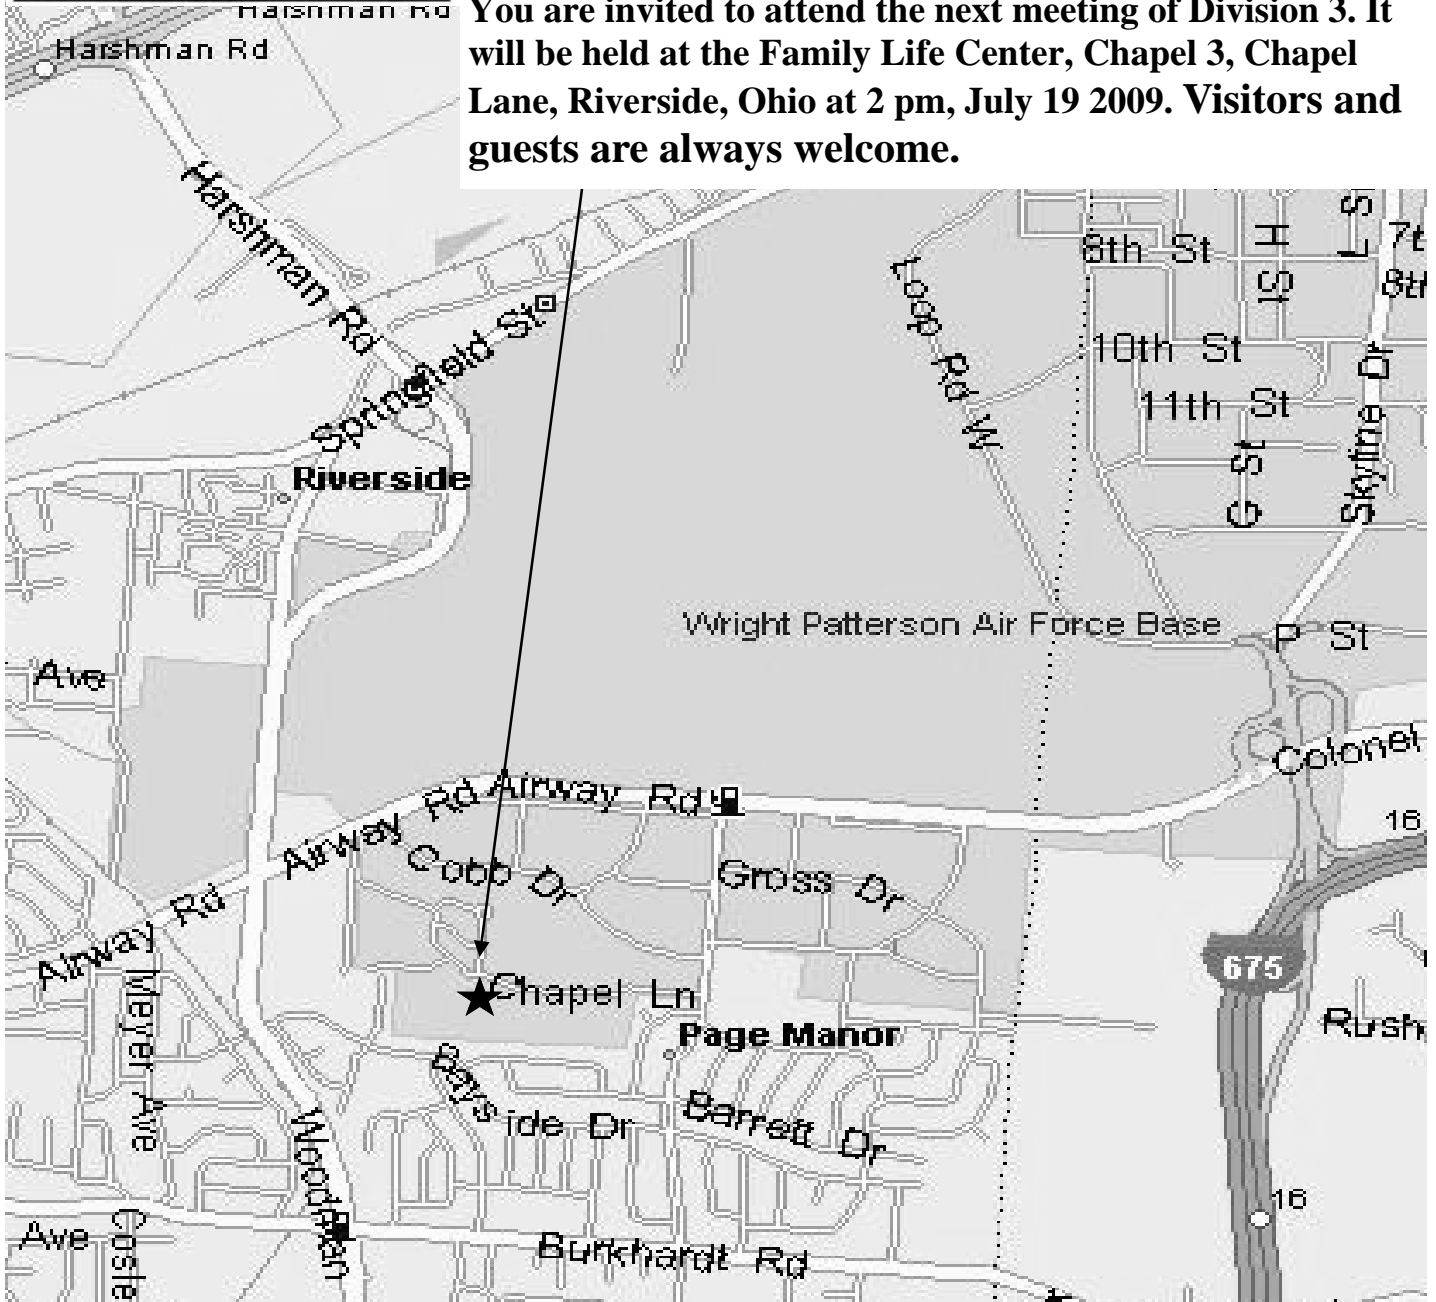 Harshman Rd
You are invited to attend the next meeting of Division 3. It
will be held at the Family Life Center, Chapel 3, Chapel
Lane, Riverside, Ohio at 2 pm, July 19 2009. Visitors and
guests are always welcome.
Harshman Rd
Harshman Rd
Springfield St
Riverside
Loop Rd W
8th St
H St
L St
10th St
11th St
G St
Skyline Dr
Wright Patterson Air Force Base
P St
Ave
Colonel
Airway Rd
Airway Rd
Airway Rd
Cobb Dr
Gross Dr
16
675
Chapel Ln
Page Manor
Meyer Ave
Bayside Dr
Barrett Dr
Woodman
16
Ave
Burkhardt Rd